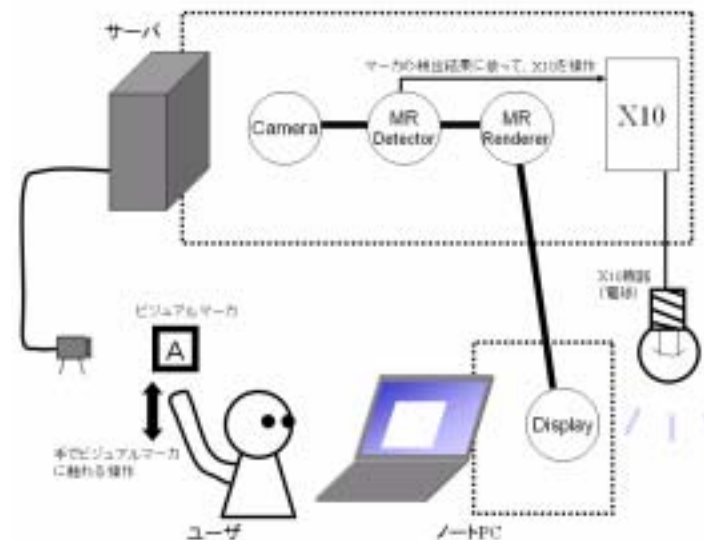 サーバ
マーカの検出結果に依って、X10を操作
Camera
MR
Detector
MR
Renderer
X10
X10機器
(電球)
ビジュアルマーカ
A
手でビジュアルマーカ
に触れる操作
Display
ユーザ
ノートPC